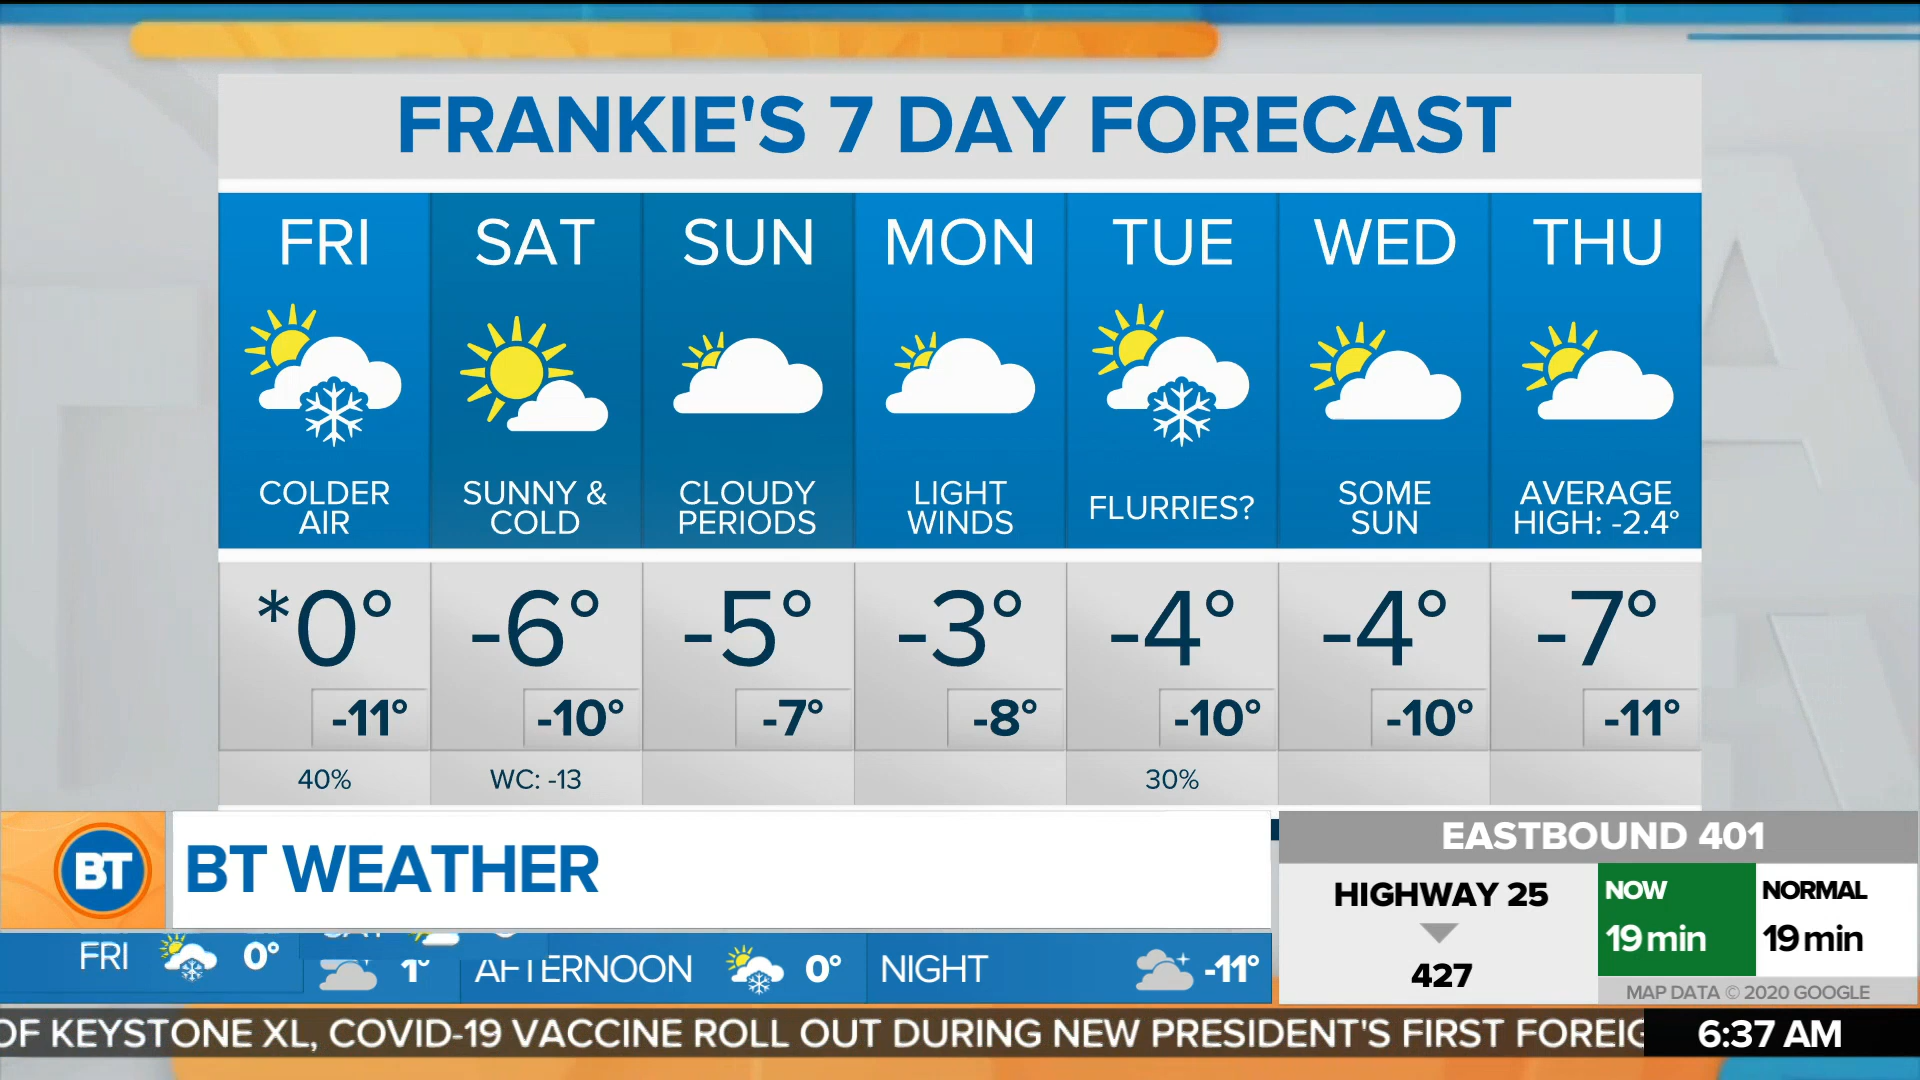 FRANKIE'S 7 DAY FORECAST
FRI SAT SUN MON TUE WED THU
COLDER AIR
SUNNY & COLD
CLOUDY PERIODS
LIGHT WINDS
FLURRIES?
SOME SUN
AVERAGE HIGH: -2.4°
*0° -6° -5° -3° -4° -4° -7°
-11° -10° -7° -8° -10° -10° -11°
40% WC: -13 30%
BT
BT WEATHER
EASTBOUND 401
HIGHWAY 25
427
NOW
19 min
NORMAL
19 min
MAP DATA © 2020 GOOGLE
FRI 0°
1° AFTERNOON 0° NIGHT -11°
OF KEYSTONE XL, COVID-19 VACCINE ROLL OUT DURING NEW PRESIDENT'S FIRST FOREIG
6:37 AM